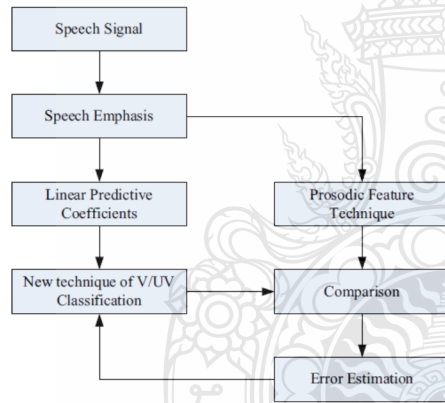 Speech Signal
Speech Emphasis
Linear Predictive
Coefficients
Prosodic Feature
Technique
New technique of V/UV
Classification
Comparison
Error Estimation